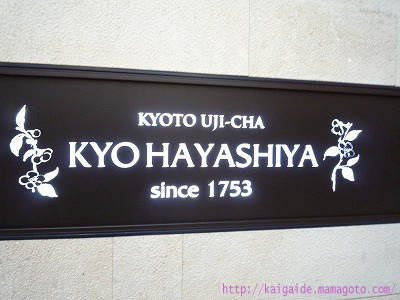 KYOTO UJI-CHA
KYO HAYASHIYA
since 1753
http://kaigaide.mamagoto.com/